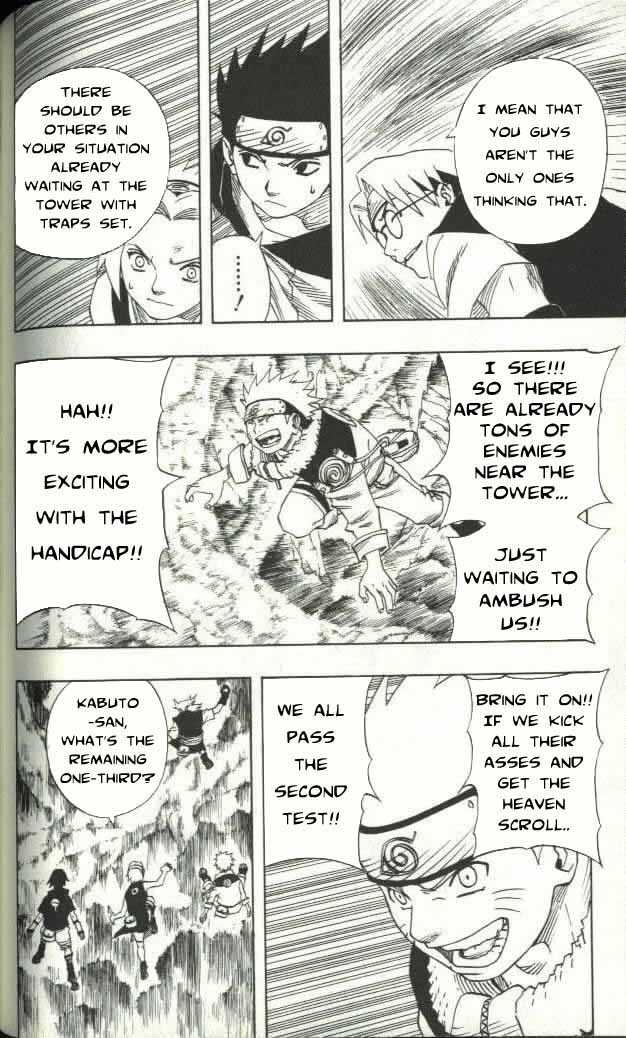 I MEAN THAT
YOU GUYS
AREN'T THE
ONLY ONES
THINKING THAT.
......!
THERE
SHOULD BE
OTHERS IN
YOUR SITUATION
ALREADY
WAITING AT THE
TOWER WITH
TRAPS SET.
I SEE!!!
SO THERE
ARE ALREADY
TONS OF
ENEMIES
NEAR THE
TOWER...
JUST
WAITING TO
AMBUSH
US!!
HAH!!
IT'S MORE
EXCITING
WITH THE
HANDICAP!!
BRING IT ON!!
IF WE KICK
ALL THEIR
ASSES AND
GET THE
HEAVEN
SCROLL..
WE ALL
PASS
THE
SECOND
TEST!!
KABUTO
-SAN,
WHAT'S THE
REMAINING
ONE-THIRD?